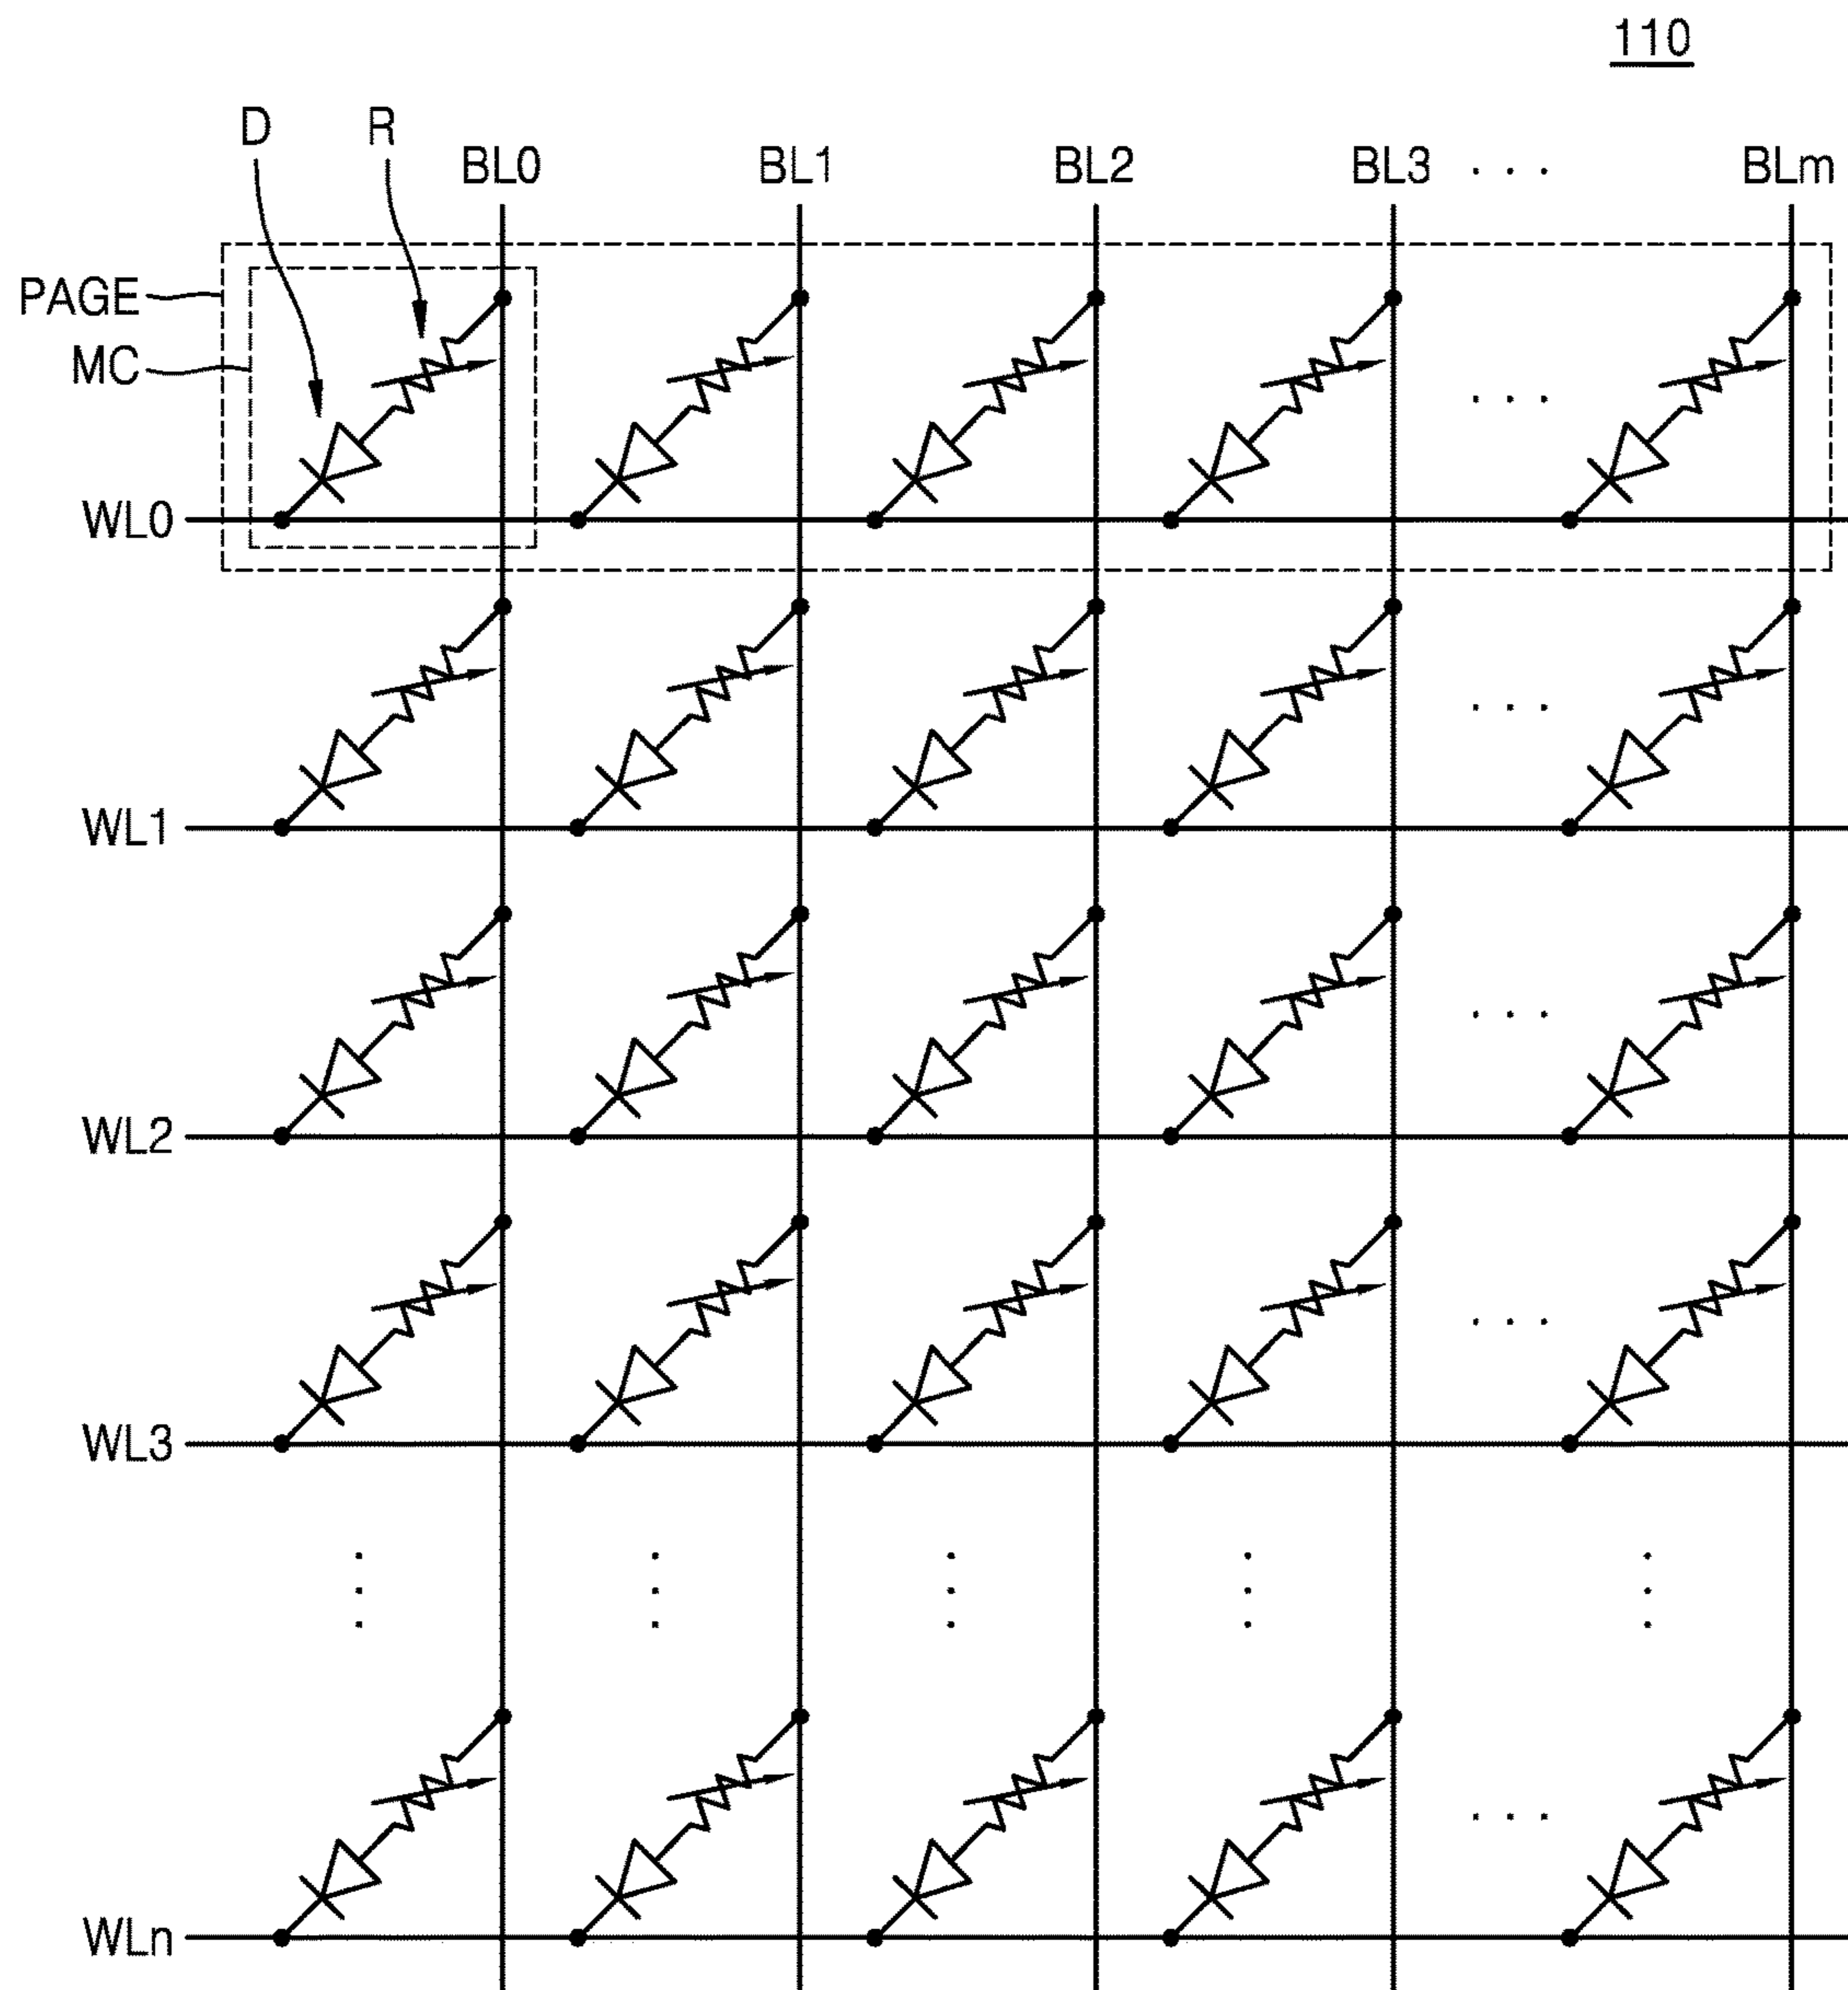 110
D R
BL0 BL1 BL2 BL3 . . . BLm
PAGE
MC
. . .
WL0
. . .
WL1
. . .
WL2
. . .
WL3
. . .
WLn